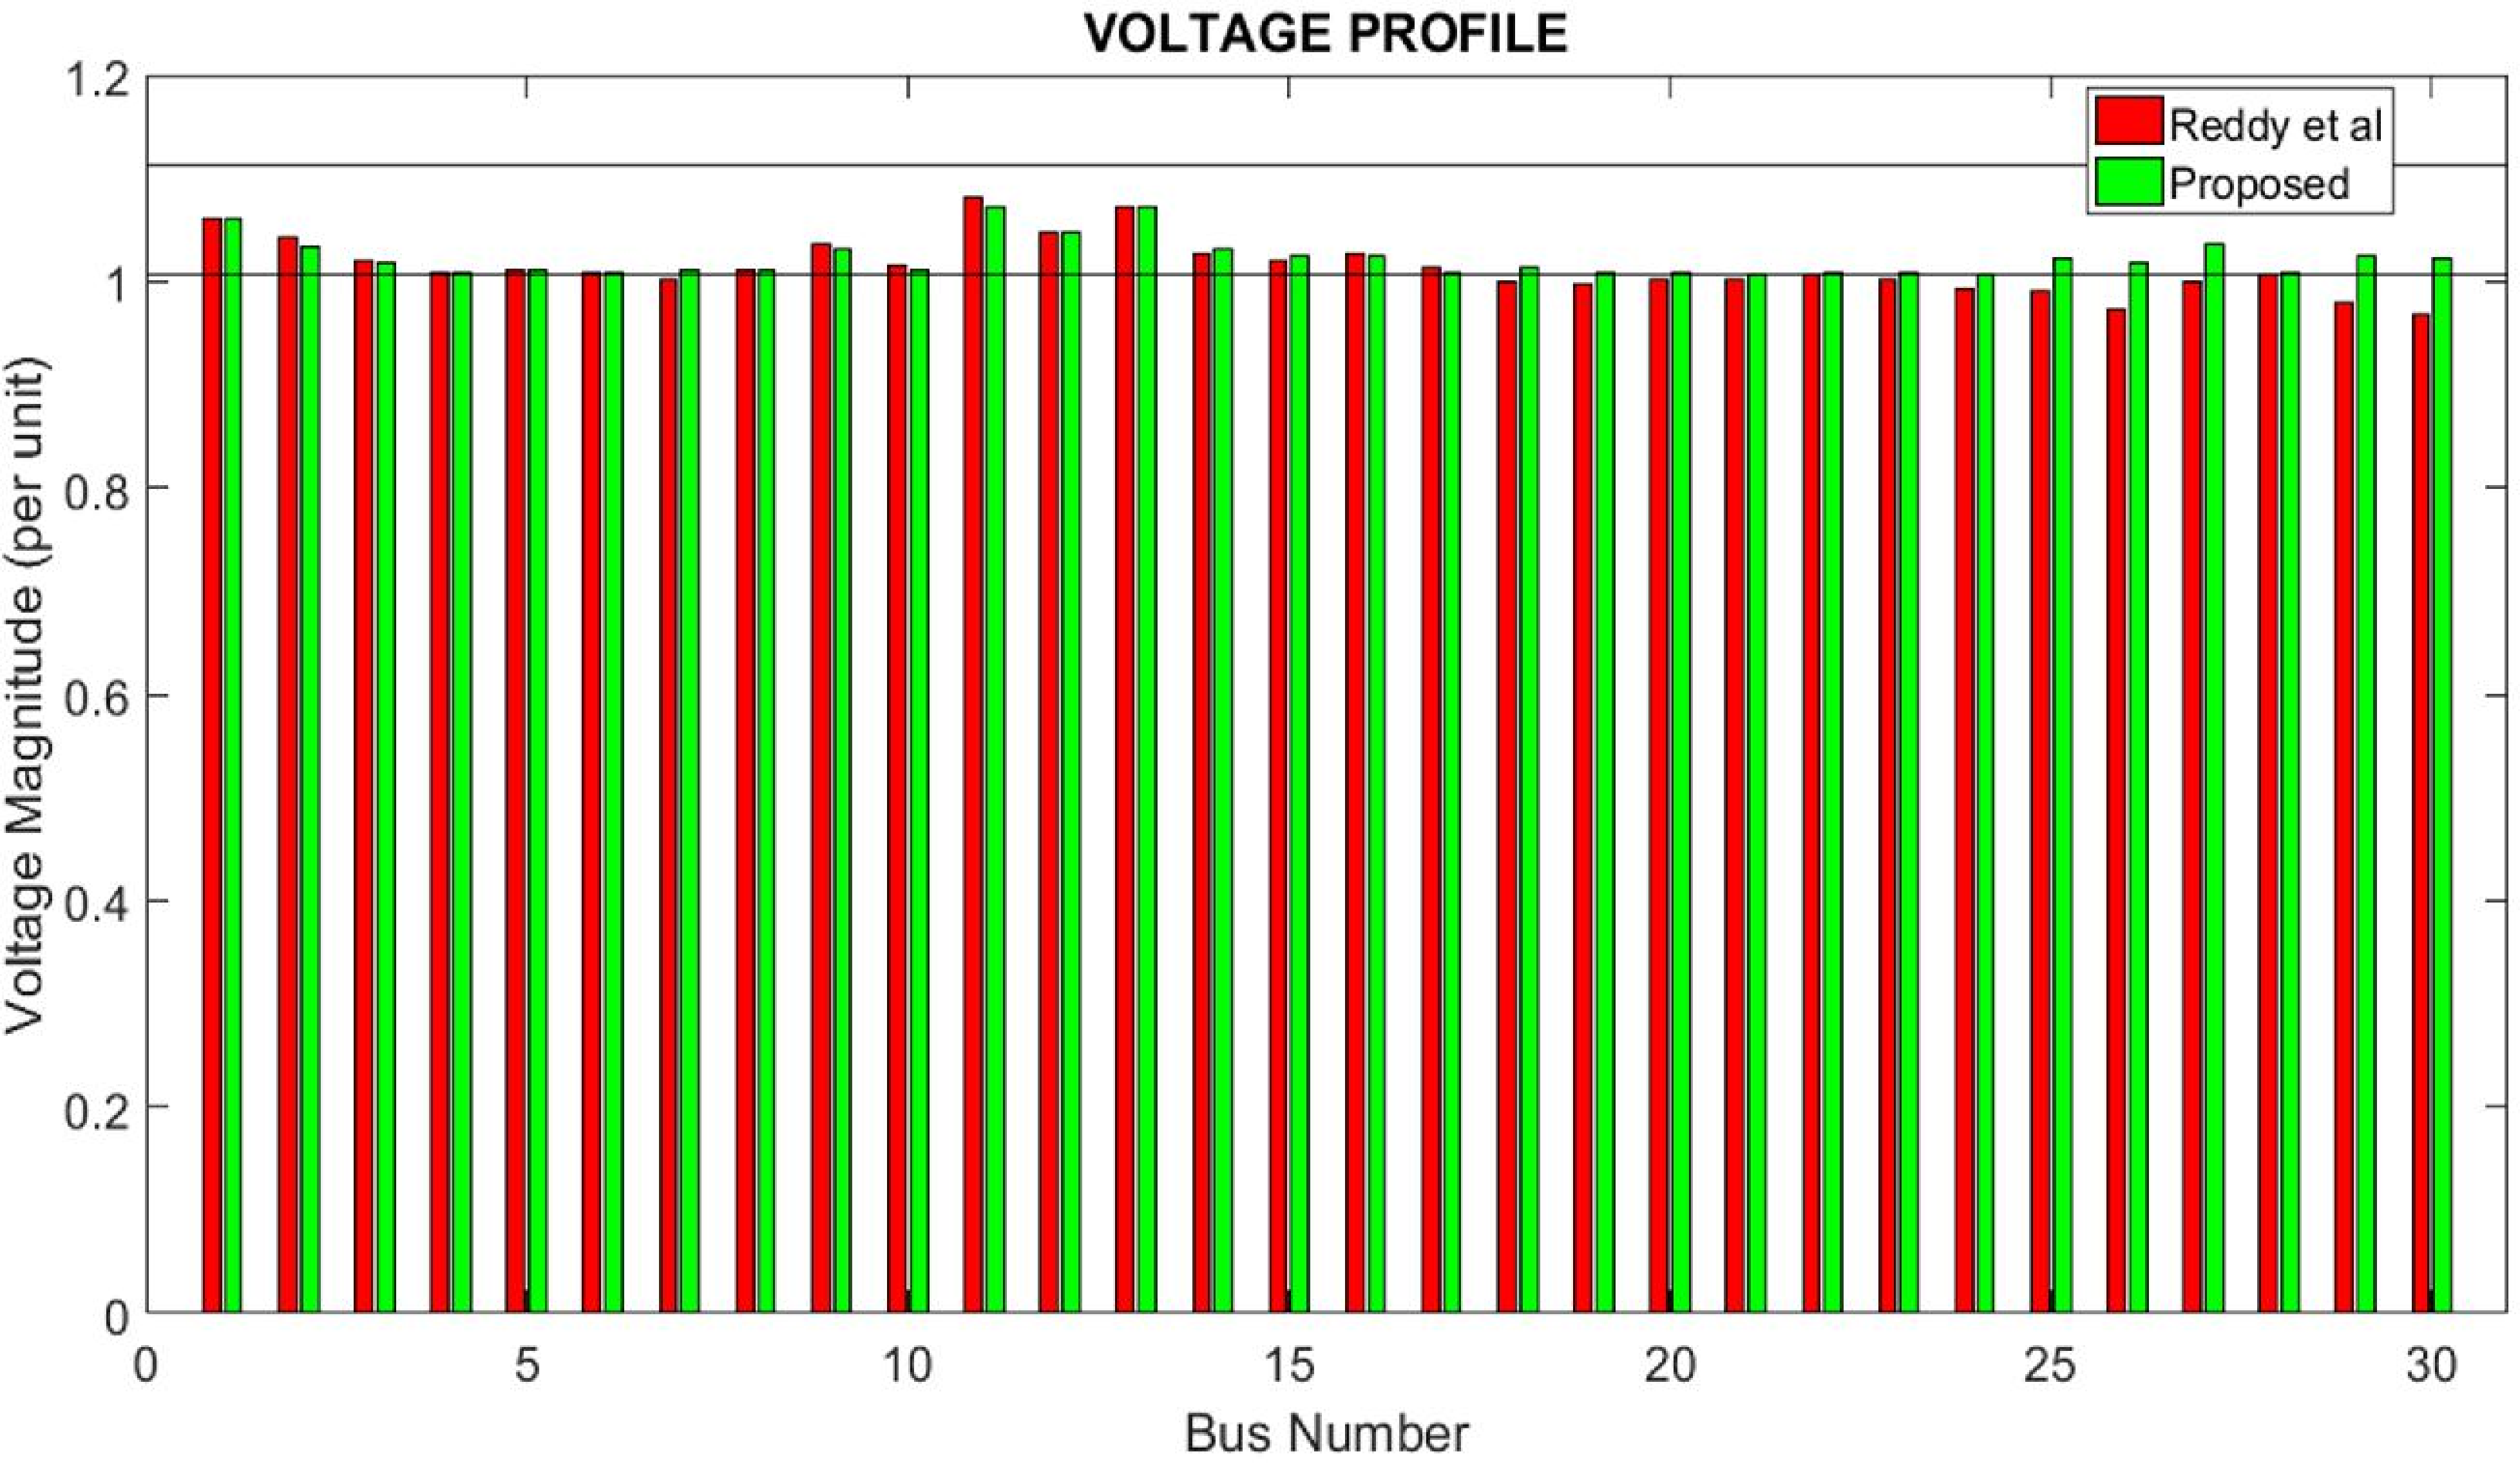 VOLTAGE PROFILE
Reddy et al
Proposed
Voltage Magnitude (per unit)
1.2
1
0.8
0.6
0.4
0.2
0
0 5 10 15 20 25 30
Bus Number